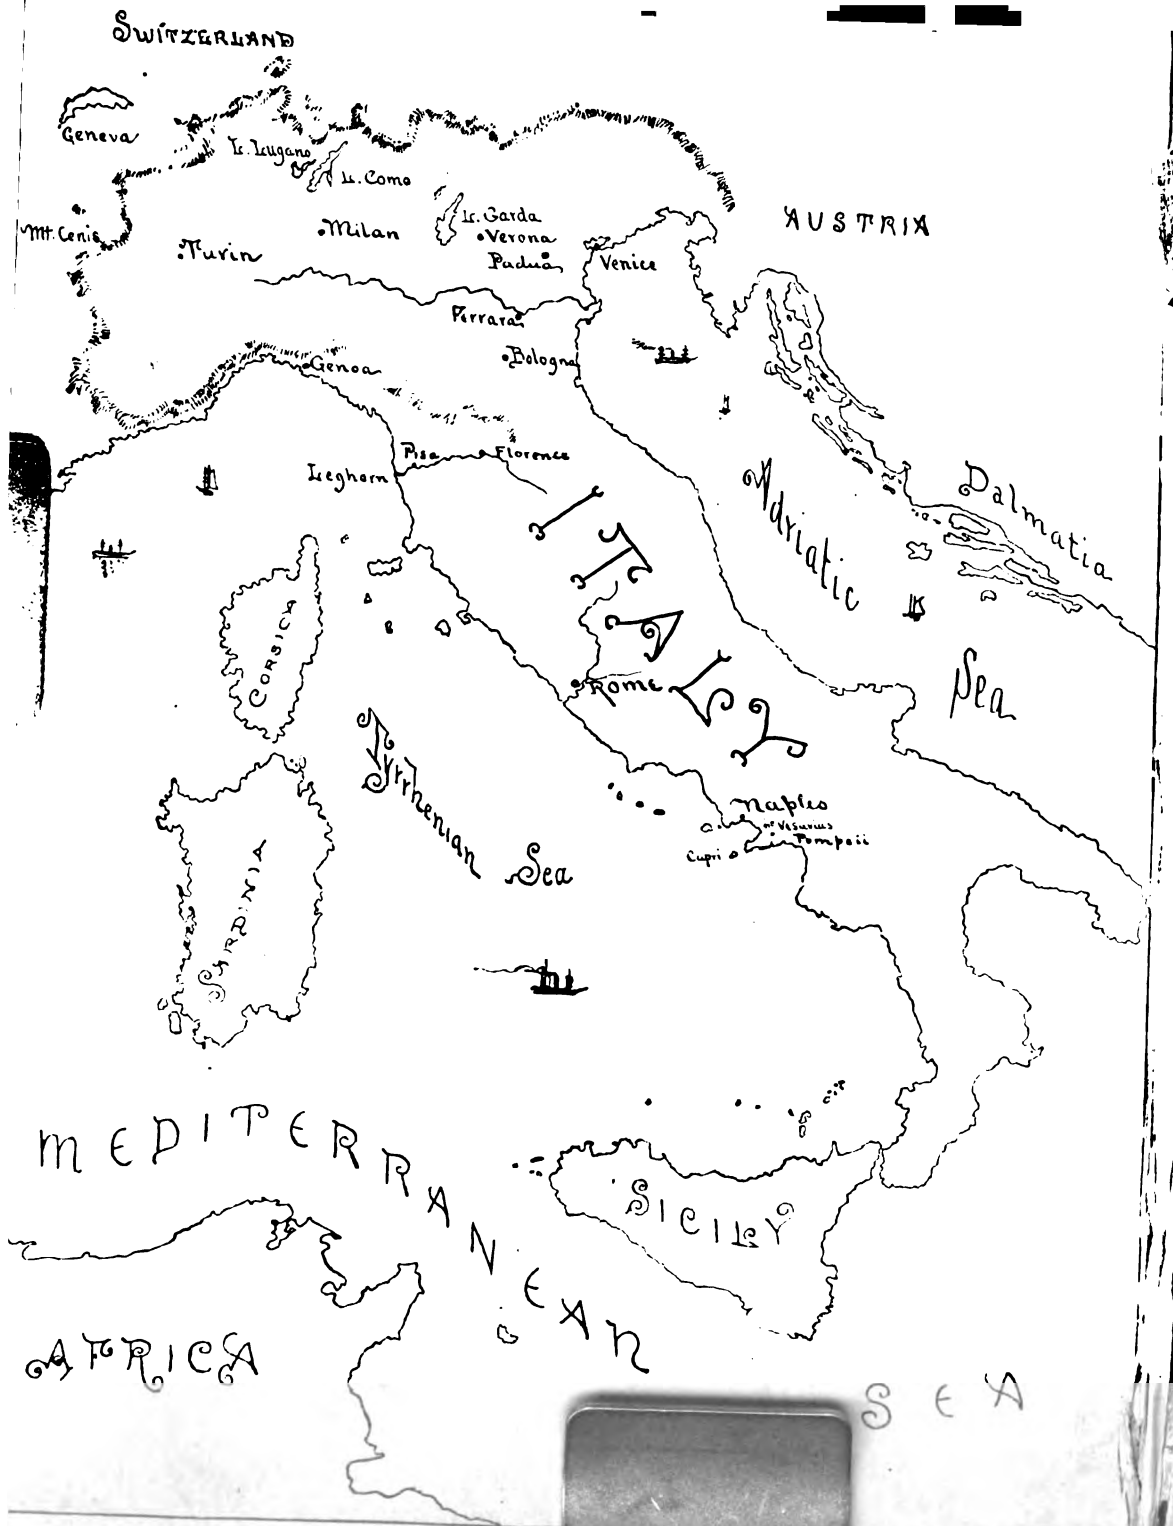 SWITZERLAND
Geneva
L. Lugano
L. Como
Mt. Cenis
Turin
Milan
L. Garda
Verona
Padua
Venice
AUSTRIA
Ferrara
Bologna
Genoa
Pisa
Florence
Leghorn
ITALY
Adriatic
Sea
Dalmatia
CORSICA
ROME
Tyrrhenian
Sea
Naples
Mt Vesuvius
Pompeii
Capri
SARDINIA
MEDITERRANEAN
SEA
SICILY
AFRICA